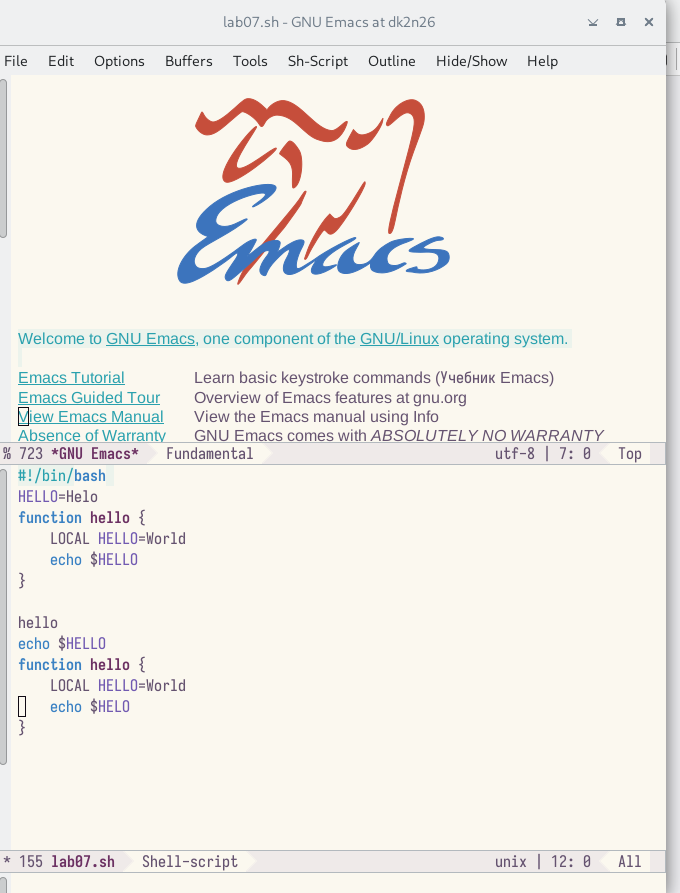 lab07.sh - GNU Emacs at dk2n26
File Edit Options Buffers Tools Sh-Script Outline Hide/Show Help
Emacs
Welcome to GNU Emacs, one component of the GNU/Linux operating system.
Emacs Tutorial Learn basic keystroke commands (Учебник Emacs)
Emacs Guided Tour Overview of Emacs features at gnu.org
View Emacs Manual View the Emacs manual using Info
Absence of Warranty GNU Emacs comes with ABSOLUTELY NO WARRANTY
% 723 *GNU Emacs* Fundamental utf-8 | 7: 0 Top
#!/bin/bash
HELLO=Helo
function hello {
    LOCAL HELLO=World
    echo $HELLO
}
hello
echo $HELLO
function hello {
    LOCAL HELLO=World
    echo $HELO
}
* 155 lab07.sh Shell-script unix | 12: 0 All